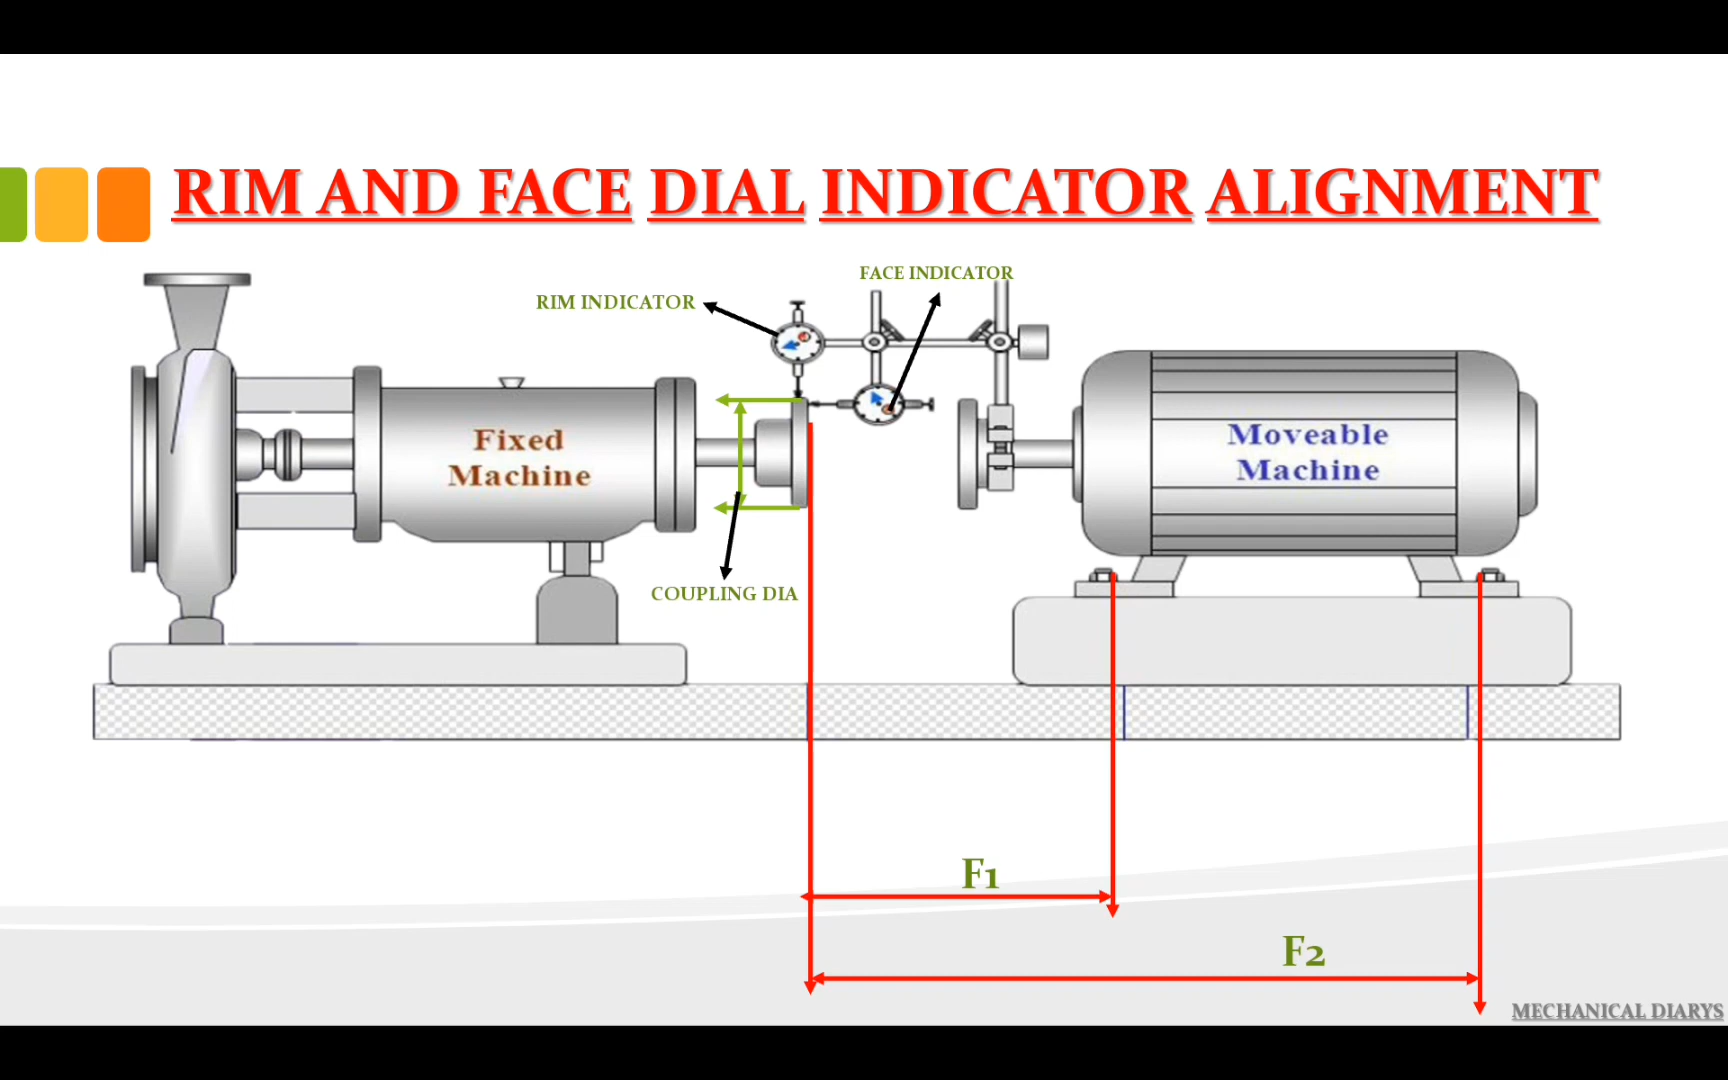 RIM AND FACE DIAL INDICATOR ALIGNMENT
FACE INDICATOR
RIM INDICATOR
Fixed
Machine
Moveable
Machine
COUPLING DIA
F1
F2
MECHANICAL DIARYS